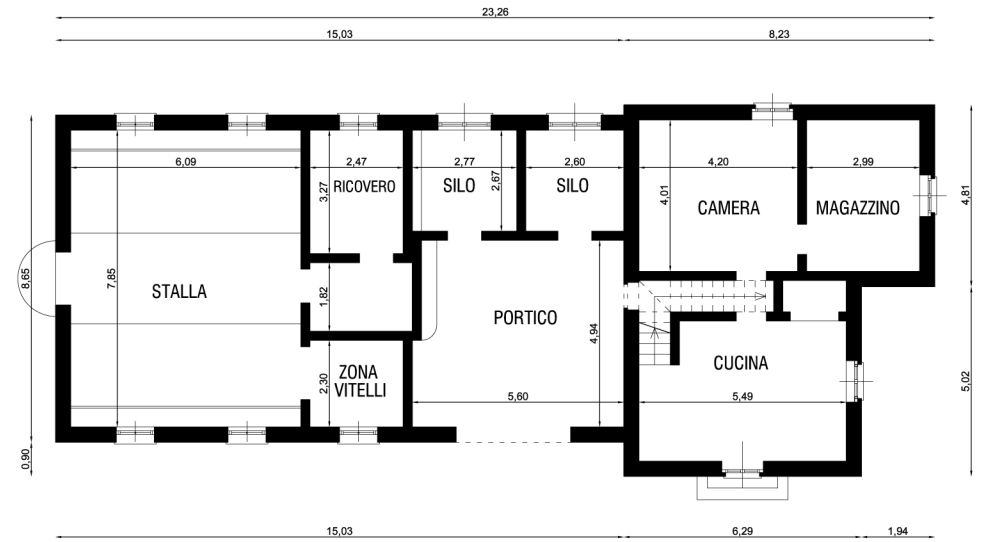 23,26
15,03
8,23
6,09
2,47
2,77
2,60
4,20
2,99
RICOVERO
SILO
SILO
3,27
2,67
4,01
4,81
CAMERA
MAGAZZINO
8,65
7,85
STALLA
1,82
PORTICO
4,94
ZONA
VITELLI
2,30
CUCINA
5,60
5,49
5,02
0,90
15,03
6,29
1,94